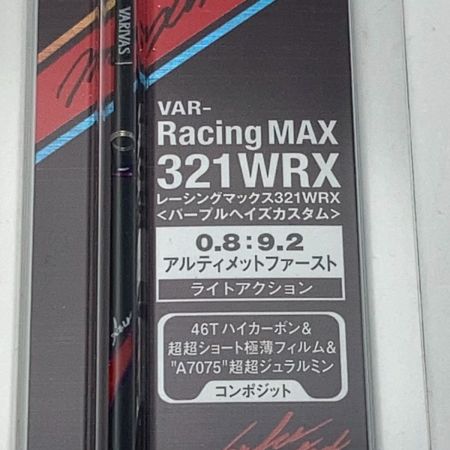 VARIVAS
VAR-
Racing MAX
321WRX
レーシングマックス321WRX
<パープルヘイズカスタム>
0.8:9.2
アルティメットファースト
ライトアクション
46Tハイカーボン&
超超ショート極薄フィルム&
"A7075"超超ジュラルミン
コンポジット